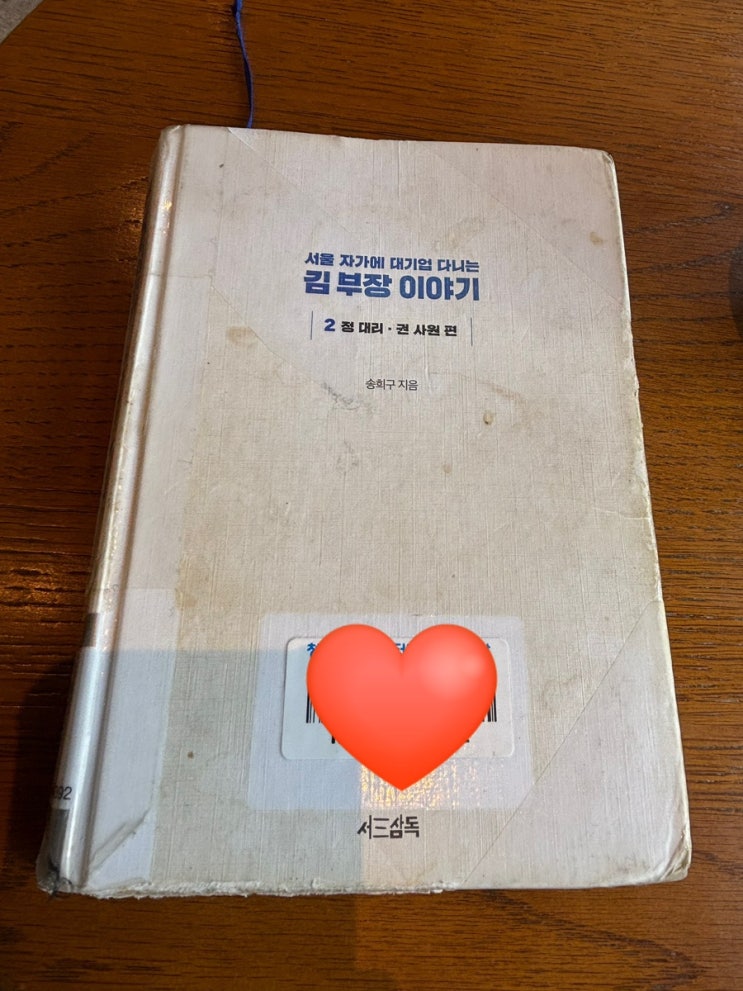 서울 자가에 대기업 다니는
김 부장 이야기
2 정 대리 · 권 사원 편
송희구 지음
서三삼독